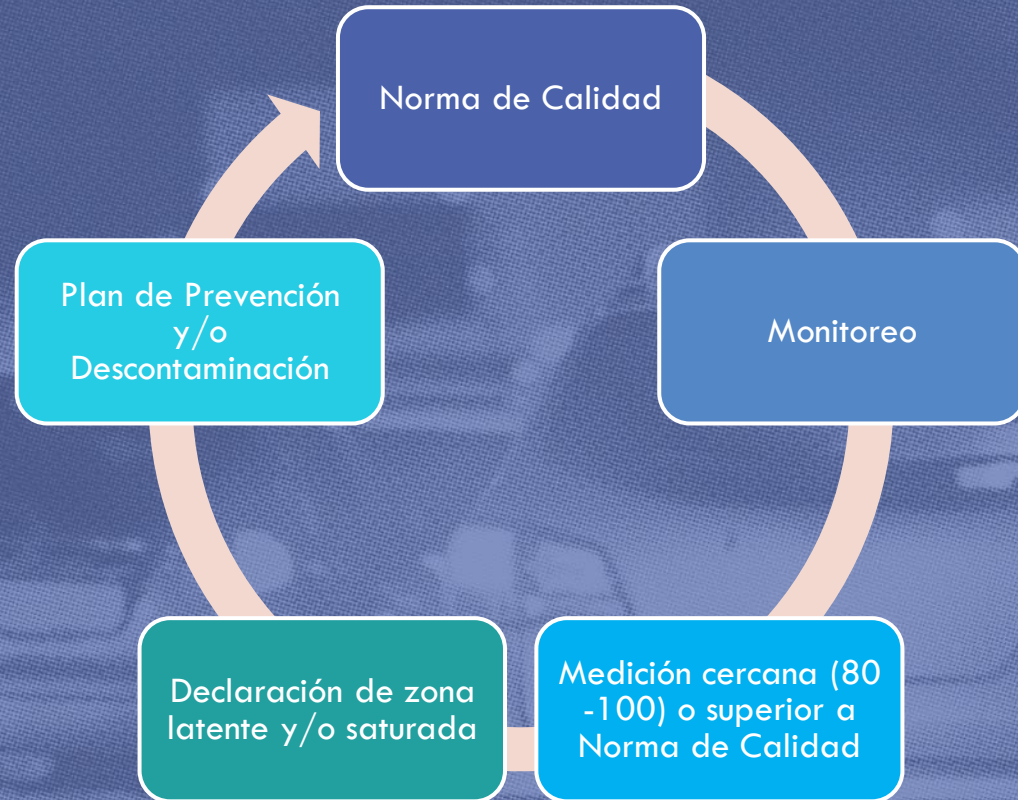 Norma de Calidad
Monitoreo
Medición cercana (80
-100) o superior a
Norma de Calidad
Declaración de zona
latente y/o saturada
Plan de Prevención
y/o
Descontaminación